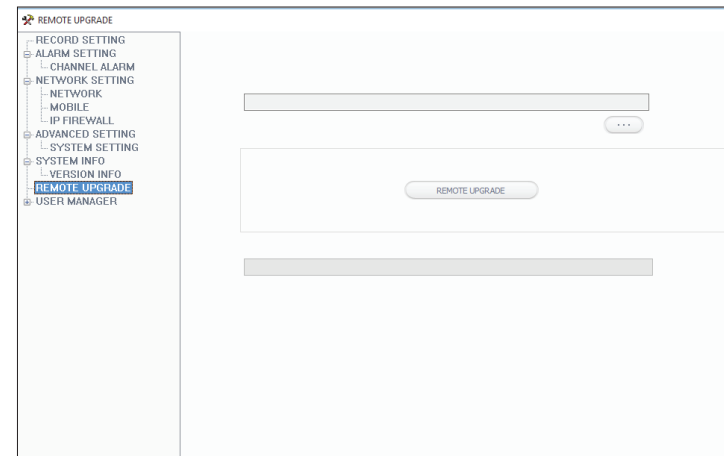 REMOTE UPGRADE
RECORD SETTING
ALARM SETTING
CHANNEL ALARM
NETWORK SETTING
NETWORK
MOBILE
IP FIREWALL
ADVANCED SETTING
SYSTEM SETTING
SYSTEM INFO
VERSION INFO
REMOTE UPGRADE
USER MANAGER
...
REMOTE UPGRADE